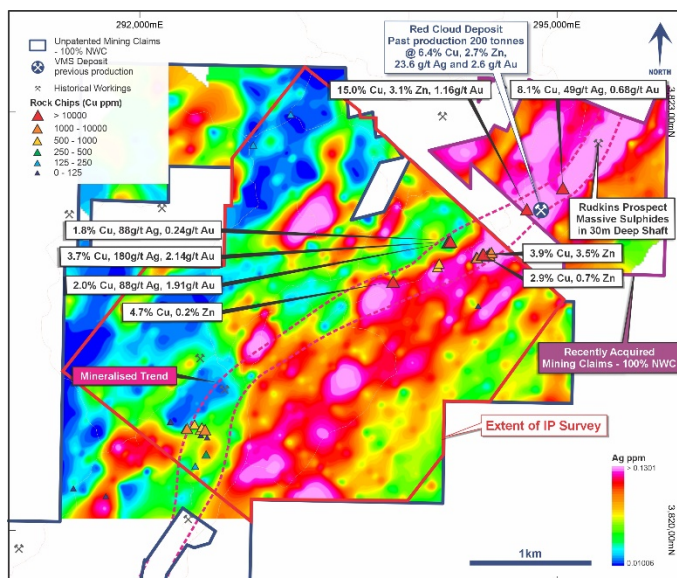 292,000mE
295,000mE
Unpatented Mining Claims
- 100% NWC
VMS Deposit
previous production
Historical Workings
Rock Chips (Cu ppm)
> 10000
1000 - 10000
500 - 1000
250 - 500
125 - 250
0 - 125
Red Cloud Deposit
Past production 200 tonnes
@ 6.4% Cu, 2.7% Zn,
23.6 g/t Ag and 2.6 g/t Au
NORTH
15.0% Cu, 3.1% Zn, 1.16g/t Au
8.1% Cu, 49g/t Ag, 0.68g/t Au
3,823,00mN
1.8% Cu, 88g/t Ag, 0.24g/t Au
3.7% Cu, 180g/t Ag, 2.14g/t Au
2.0% Cu, 88g/t Ag, 1.91g/t Au
4.7% Cu, 0.2% Zn
Rudkins Prospect
Massive Sulphides
in 30m Deep Shaft
3.9% Cu, 3.5% Zn
2.9% Cu, 0.7% Zn
Mineralised Trend
Recently Acquired
Mining Claims - 100% NWC
Extent of IP Survey
Ag ppm
> 0.1301
0.01006
3,820,00mN
1km